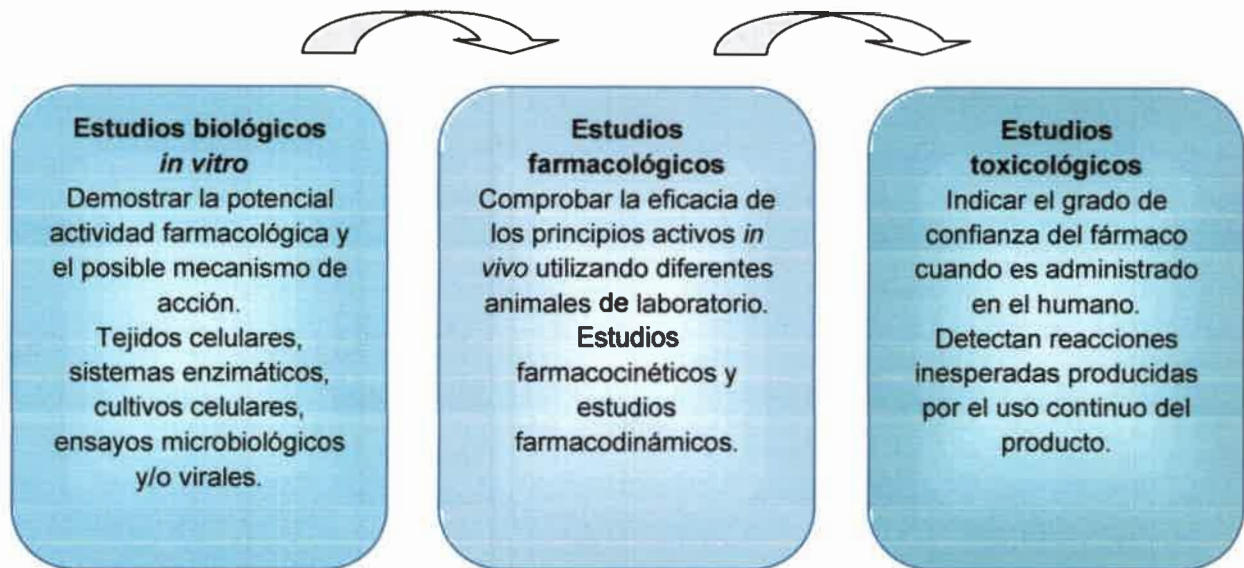 Estudios biológicos
in vitro
Demostrar la potencial
actividad farmacológica y
el posible mecanismo de
acción.
Tejidos celulares,
sistemas enzimáticos,
cultivos celulares,
ensayos microbiológicos
y/o virales.
Estudios
farmacológicos
Comprobar la eficacia de
los principios activos in
vivo utilizando diferentes
animales de laboratorio.
Estudios
farmacocinéticos y
estudios
farmacodinámicos.
Estudios
toxicológicos
Indicar el grado de
confianza del fármaco
cuando es administrado
en el humano.
Detectan reacciones
inesperadas producidas
por el uso continuo del
producto.